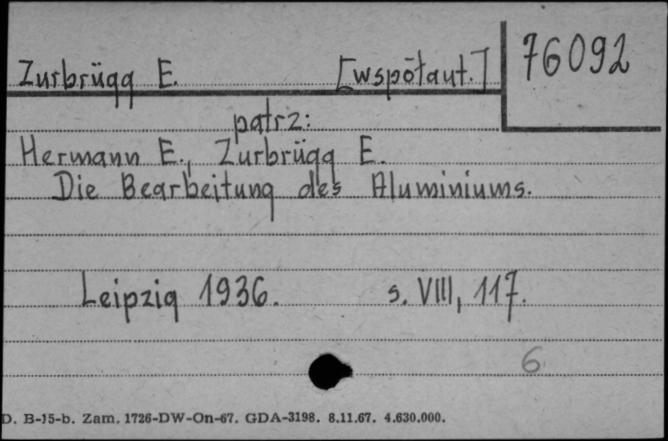 Zurbrügg E. [współaut.] 76092
patrz:
Hermann E., Zurbrügg E.
Die Bearbeitung des Aluminiums.
Leipzig 1936. s. VIII, 117.
6
D. B-15-b. Zam. 1726-DW-On-67. GDA-3198. 8.11.67. 4.630.000.